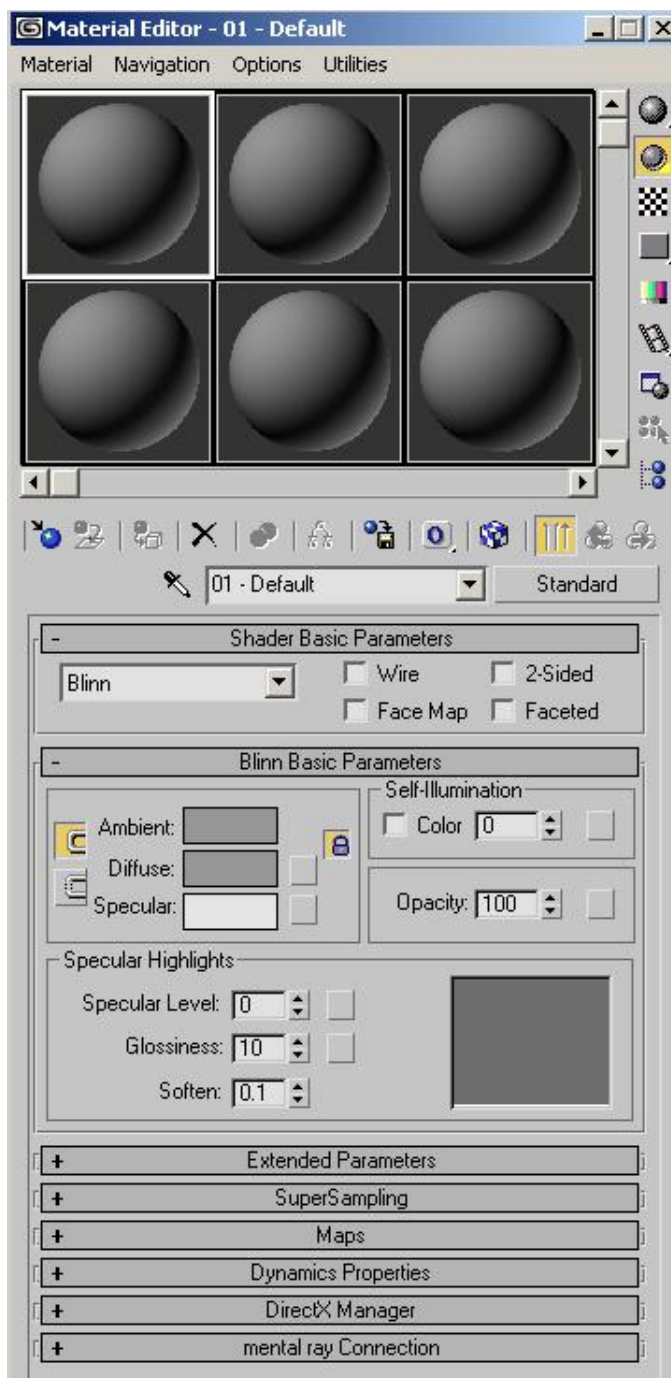 Material Editor - 01 - Default
Material Navigation Options Utilities
01 - Default Standard
- Shader Basic Parameters
Blinn Wire 2-Sided
Face Map Faceted
- Blinn Basic Parameters
Self-Illumination
Ambient: Color 0
Diffuse:
Specular: Opacity: 100
Specular Highlights
Specular Level: 0
Glossiness: 10
Soften: 0.1
+ Extended Parameters
+ SuperSampling
+ Maps
+ Dynamics Properties
+ DirectX Manager
+ mental ray Connection